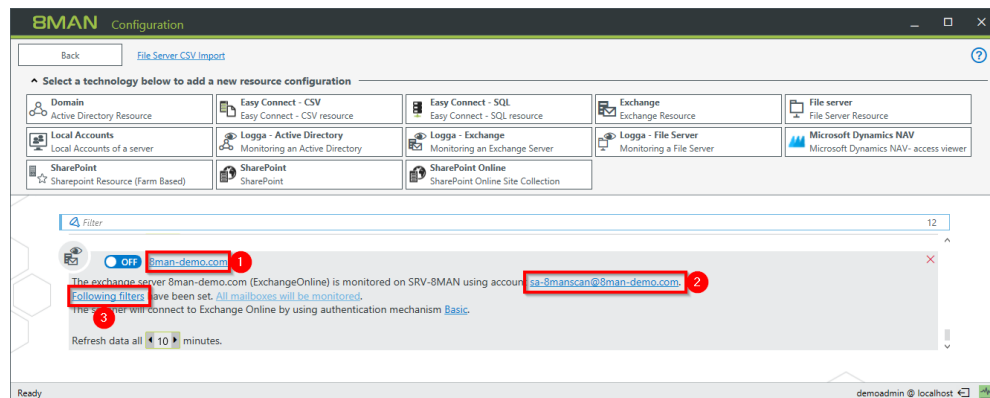 8MAN Configuration
Back File Server CSV Import
Select a technology below to add a new resource configuration
Domain
Active Directory Resource
Easy Connect - CSV
Easy Connect - CSV resource
Easy Connect - SQL
Easy Connect - SQL resource
Exchange
Exchange Resource
File server
File Server Resource
Local Accounts
Local Accounts of a server
Logga - Active Directory
Monitoring an Active Directory
Logga - Exchange
Monitoring an Exchange Server
Logga - File Server
Monitoring a File Server
Microsoft Dynamics NAV
Microsoft Dynamics NAV- access viewer
SharePoint
Sharepoint Resource (Farm Based)
SharePoint
SharePoint
SharePoint Online
SharePoint Online Site Collection
Filter 12
OFF 8man-demo.com 1
The exchange server 8man-demo.com (ExchangeOnline) is monitored on SRV-8MAN using account sa-8manscan@8man-demo.com. 2
Following filters have been set. All mailboxes will be monitored.
3
The scanner will connect to Exchange Online by using authentication mechanism Basic.
Refresh data all 10 minutes.
Ready demoadmin @ localhost